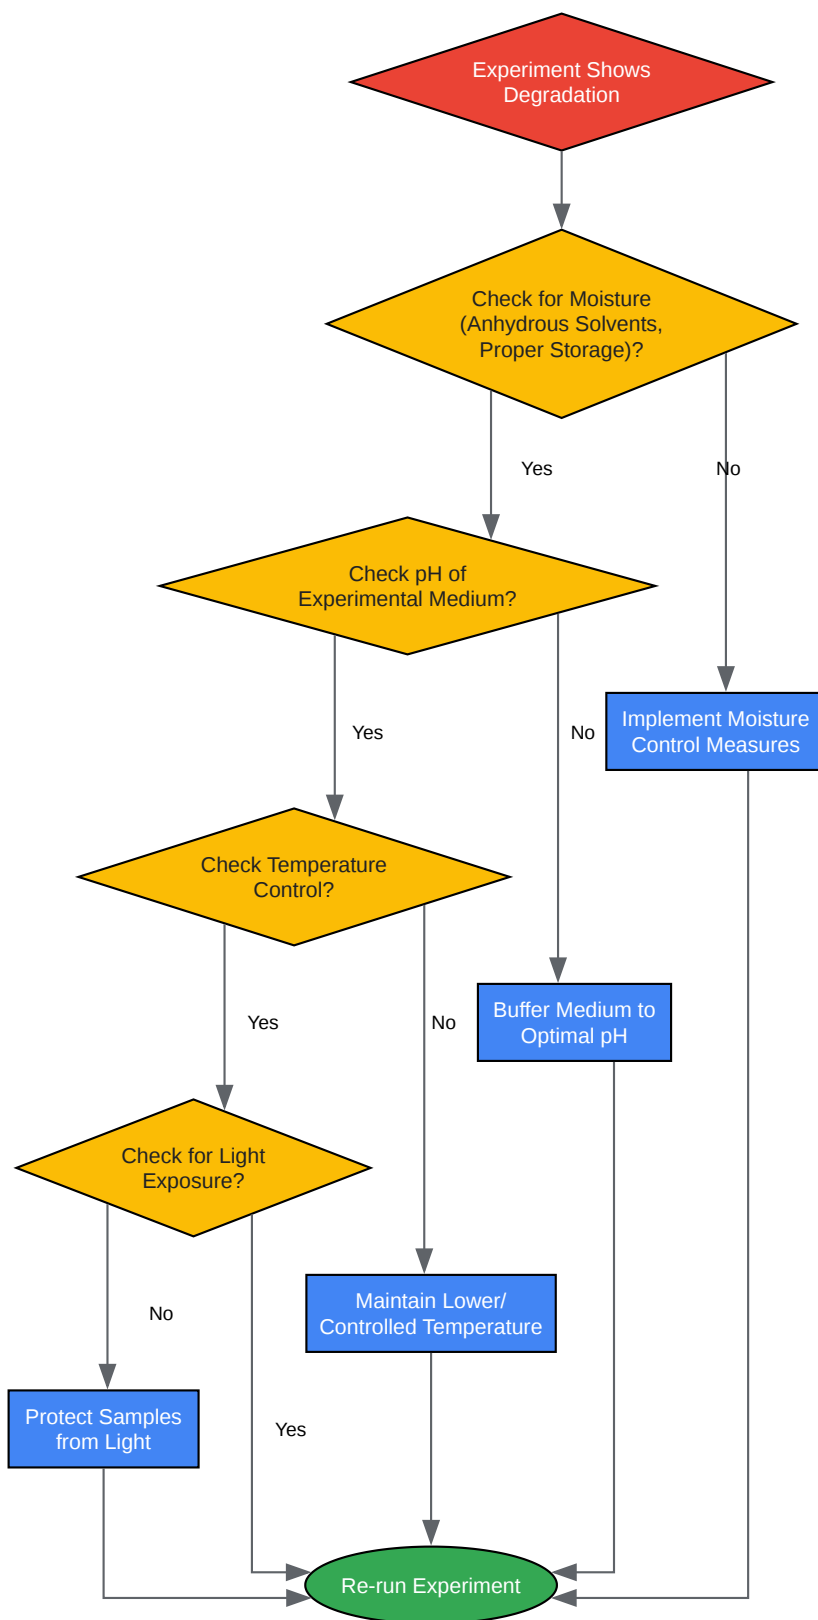 Experiment Shows
Degradation
Check for Moisture
(Anhydrous Solvents,
Proper Storage)?
Yes
No
Check pH of
Experimental Medium?
Yes
No
Implement Moisture
Control Measures
Check Temperature
Control?
Yes
No
Buffer Medium to
Optimal pH
Check for Light
Exposure?
No
Maintain Lower/
Controlled Temperature
Protect Samples
from Light
Yes
Re-run Experiment